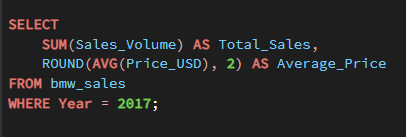 SELECT
    SUM(Sales_Volume) AS Total_Sales,
    ROUND(AVG(Price_USD), 2) AS Average_Price
FROM bmw_sales
WHERE Year = 2017;